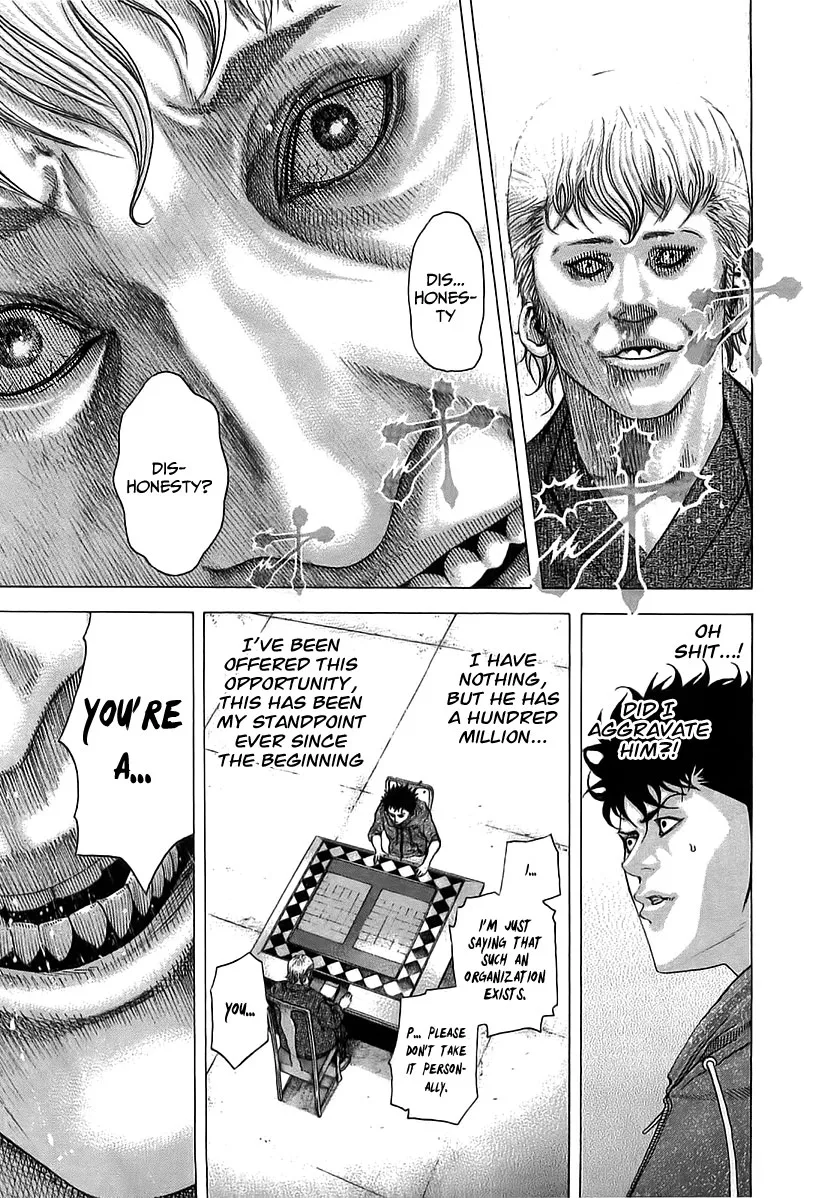 DIS...
HONES-
TY
DIS-
HONESTY?
OH
SHIT...!
DID I
AGGRAVATE
HIM?!
I HAVE
NOTHING,
BUT HE HAS
A HUNDRED
MILLION...
I'VE BEEN
OFFERED THIS
OPPORTUNITY,
THIS HAS BEEN
MY STANDPOINT
EVER SINCE
THE BEGINNING
I...
I'M JUST
SAYING THAT
SUCH AN
ORGANIZATION
EXISTS.
P... PLEASE
DON'T TAKE
IT PERSON-
ALLY.
YOU...
YOU'RE
A...